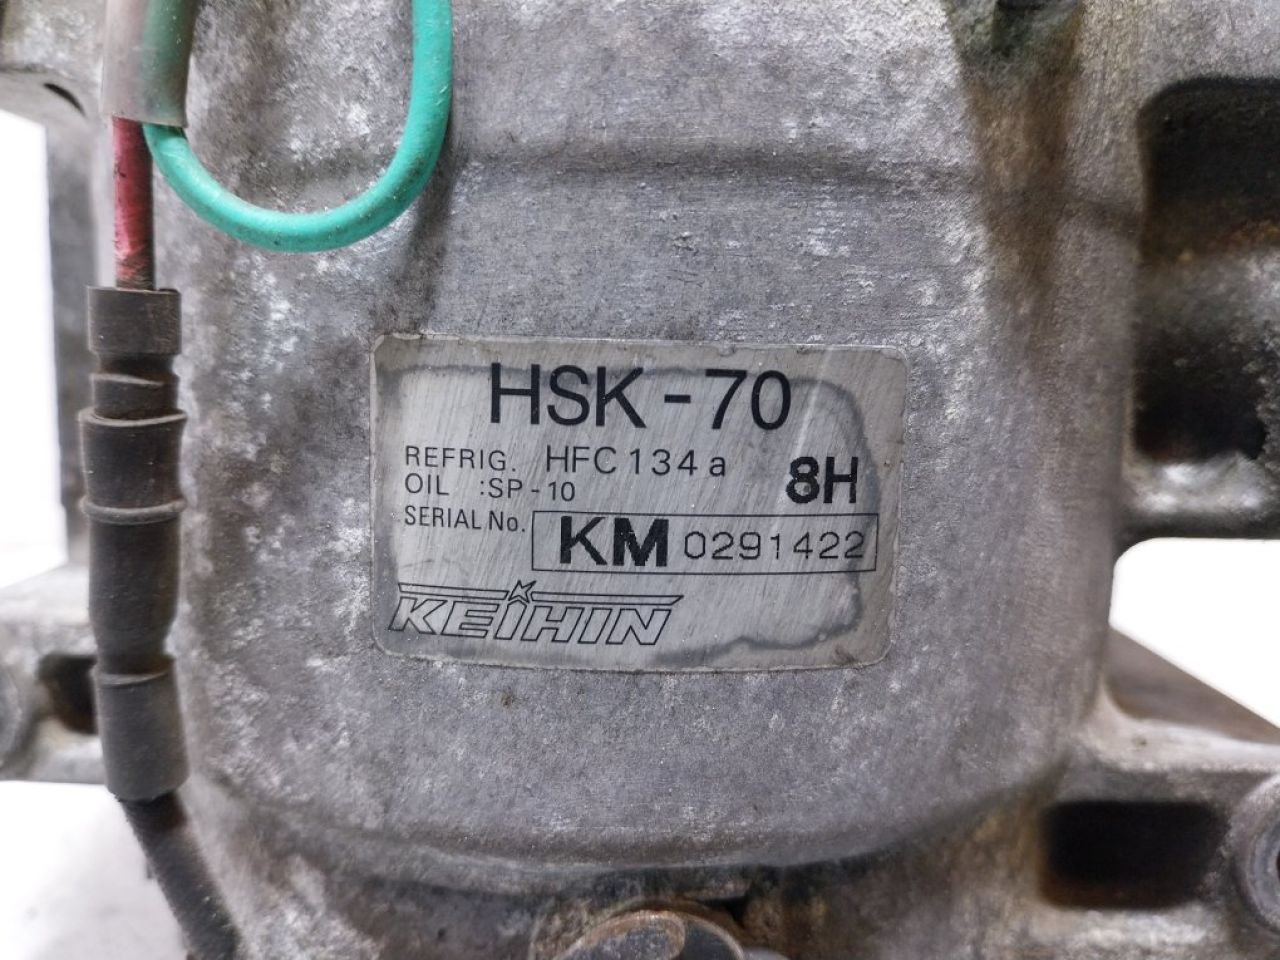 HSK-70
REFRIG. HFC134a
OIL :SP-10
8H
SERIAL No. KM 0291422
KEIHIN